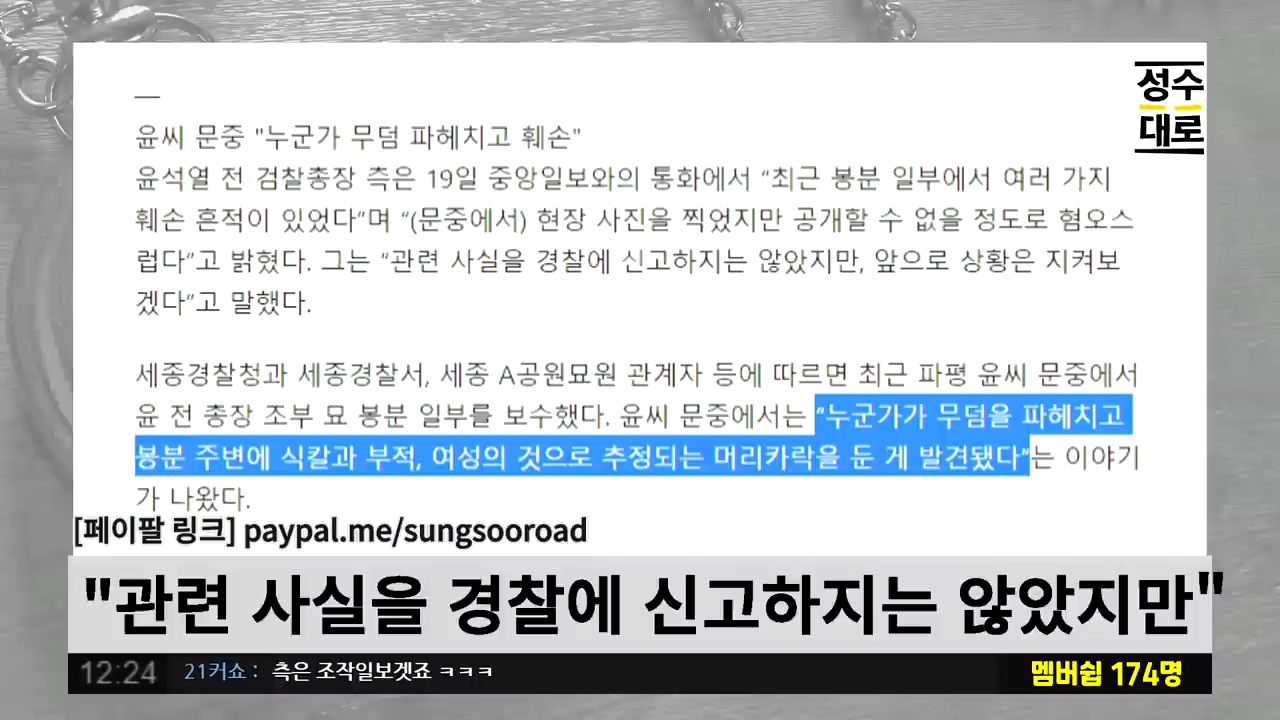 성수
대로
—
윤씨 문중 "누군가 무덤 파헤치고 훼손"
윤석열 전 검찰총장 측은 19일 중앙일보와의 통화에서 “최근 봉분 일부에서 여러 가지
훼손 흔적이 있었다”며 “(문중에서) 현장 사진을 찍었지만 공개할 수 없을 정도로 혐오스
럽다”고 밝혔다. 그는 “관련 사실을 경찰에 신고하지는 않았지만, 앞으로 상황은 지켜보
겠다”고 말했다.
세종경찰청과 세종경찰서, 세종 A공원묘원 관계자 등에 따르면 최근 파평 윤씨 문중에서
윤 전 총장 조부 묘 봉분 일부를 보수했다. 윤씨 문중에서는 “누군가가 무덤을 파헤치고
봉분 주변에 식칼과 부적, 여성의 것으로 추정되는 머리카락을 둔 게 발견됐다“는 이야기
가 나왔다.
[페이팔 링크] paypal.me/sungsooroad
"관련 사실을 경찰에 신고하지는 않았지만"
12:24 21커쇼 : 측은 조작일보겟죠 ㅋㅋㅋ 멤버쉽 174명